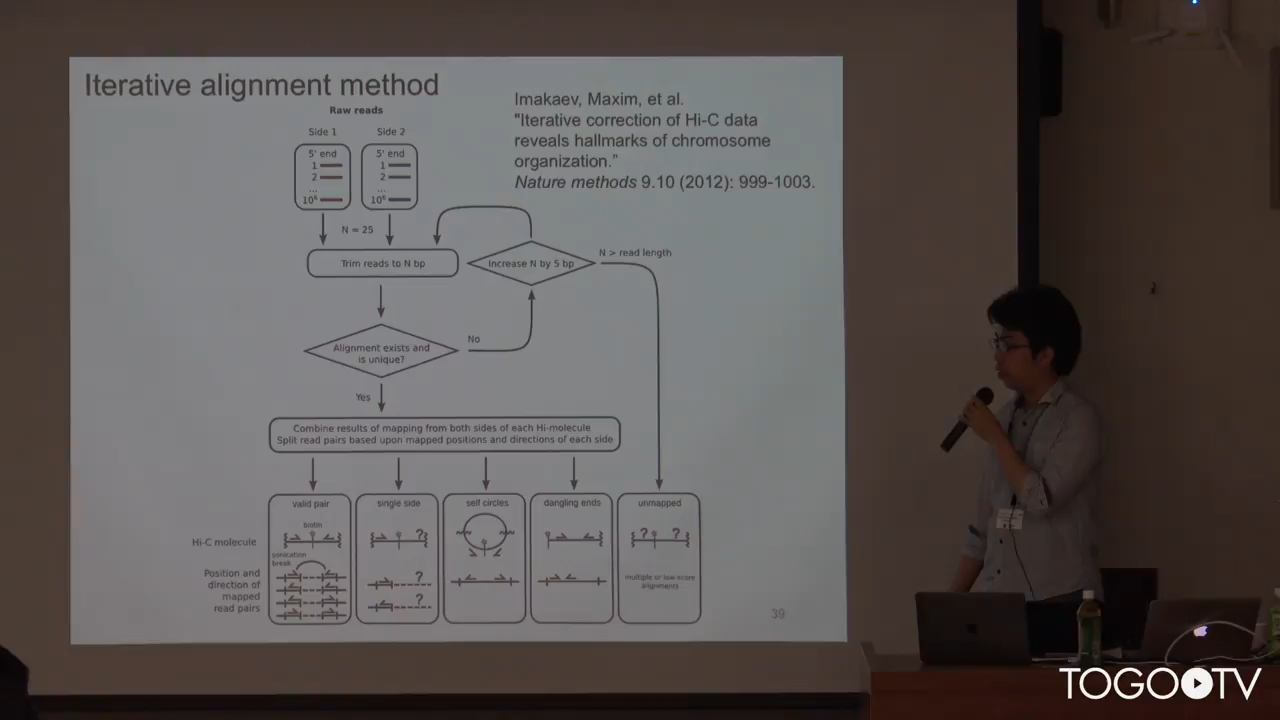 Iterative alignment method
Imakaev, Maxim, et al.
"Iterative correction of Hi-C data
reveals hallmarks of chromosome
organization."
Nature methods 9.10 (2012): 999-1003.
Raw reads
Side 1
Side 2
5' end
1
2
...
10⁶
5' end
1
2
...
10⁶
N = 25
Trim reads to N bp
Increase N by 5 bp
N > read length
Alignment exists and
is unique?
No
Yes
Combine results of mapping from both sides of each Hi-molecule
Split read pairs based upon mapped positions and directions of each side
valid pair
single side
self circles
dangling ends
unmapped
biotin
?
? ?
Hi-C molecule
sonication
break
Position and
direction of
mapped
read pairs
?
?
multiple or low-score
alignments
39
TOGOTV